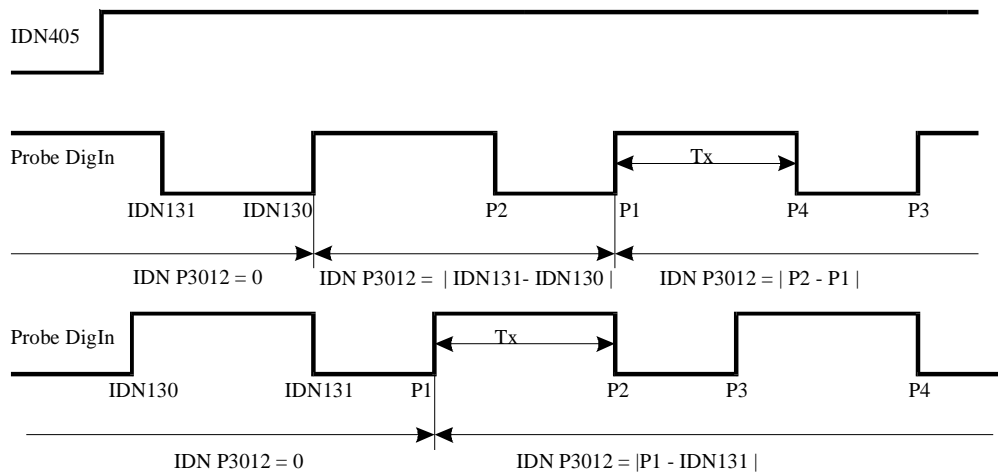 IDN405
Probe DigIn
Tx
IDN131 IDN130 P2 P1 P4 P3
IDN P3012 = 0 IDN P3012 = | IDN131- IDN130 | IDN P3012 = | P2 - P1 |
Probe DigIn
Tx
IDN130 IDN131 P1 P2 P3 P4
IDN P3012 = 0 IDN P3012 = |P1 - IDN131 |